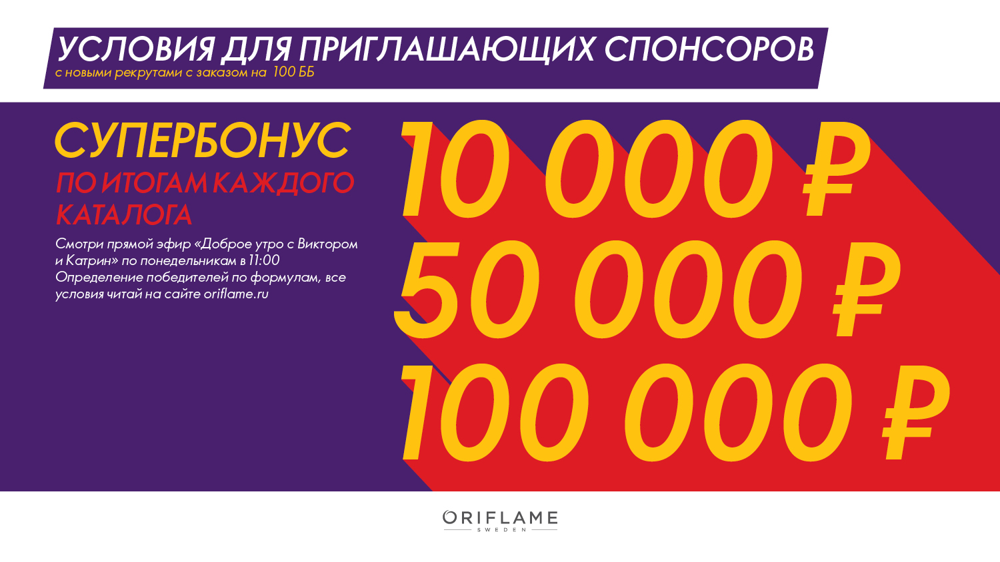 УСЛОВИЯ ДЛЯ ПРИГЛАШАЮЩИХ СПОНСОРОВ
с новыми рекрутами с заказом на 100 ББ
СУПЕРБОНУС
ПО ИТОГАМ КАЖДОГО
КАТАЛОГА
Смотри прямой эфир «Доброе утро с Виктором
и Катрин» по понедельникам в 11:00
Определение победителей по формулам, все
условия читай на сайте oriflame.ru
10 000 ₽
50 000 ₽
100 000 ₽
ORIFLAME
SWEDEN